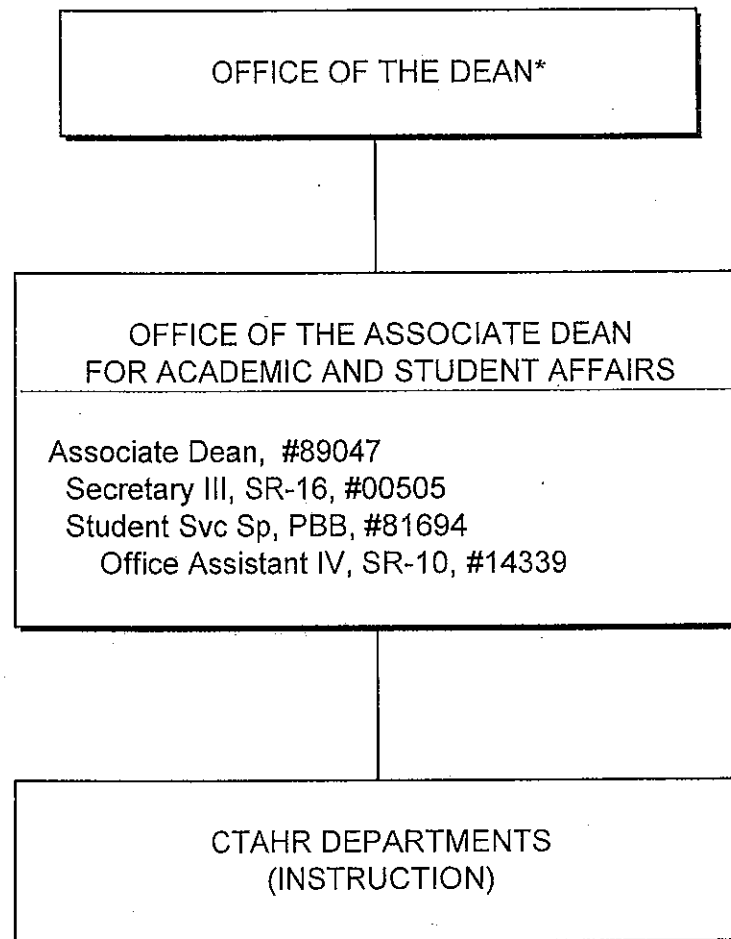 OFFICE OF THE DEAN*
OFFICE OF THE ASSOCIATE DEAN
FOR ACADEMIC AND STUDENT AFFAIRS
Associate Dean, #89047
Secretary III, SR-16, #00505
Student Svc Sp, PBB, #81694
Office Assistant IV, SR-10, #14339
CTAHR DEPARTMENTS
(INSTRUCTION)